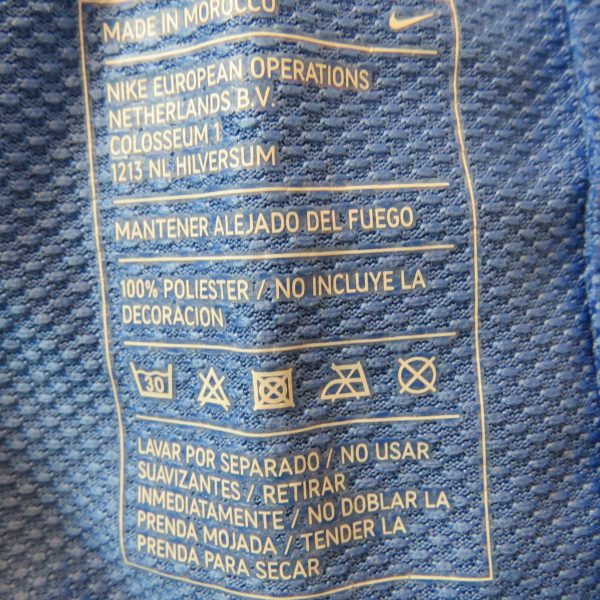 MADE IN MOROCCO
NIKE EUROPEAN OPERATIONS
NETHERLANDS B.V.
COLOSSEUM 1
1213 NL HILVERSUM
MANTENER ALEJADO DEL FUEGO
100% POLIESTER / NO INCLUYE LA
DECORACION
30
LAVAR POR SEPARADO / NO USAR
SUAVIZANTES / RETIRAR
INMEDIATAMENTE / NO DOBLAR LA
PRENDA MOJADA / TENDER LA
PRENDA PARA SECAR